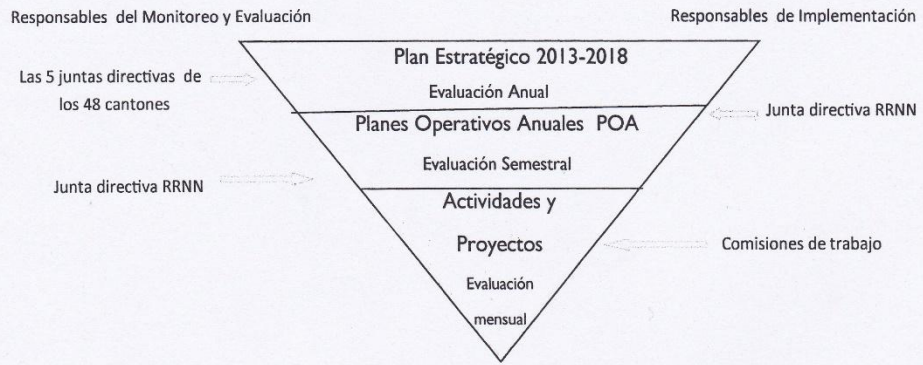 Responsables del Monitoreo y Evaluación
Responsables de Implementación
Plan Estratégico 2013-2018
Las 5 juntas directivas de
los 48 cantones
Evaluación Anual
Junta directiva RRNN
Planes Operativos Anuales POA
Evaluación Semestral
Junta directiva RRNN
Actividades y
Proyectos
Comisiones de trabajo
Evaluación
mensual